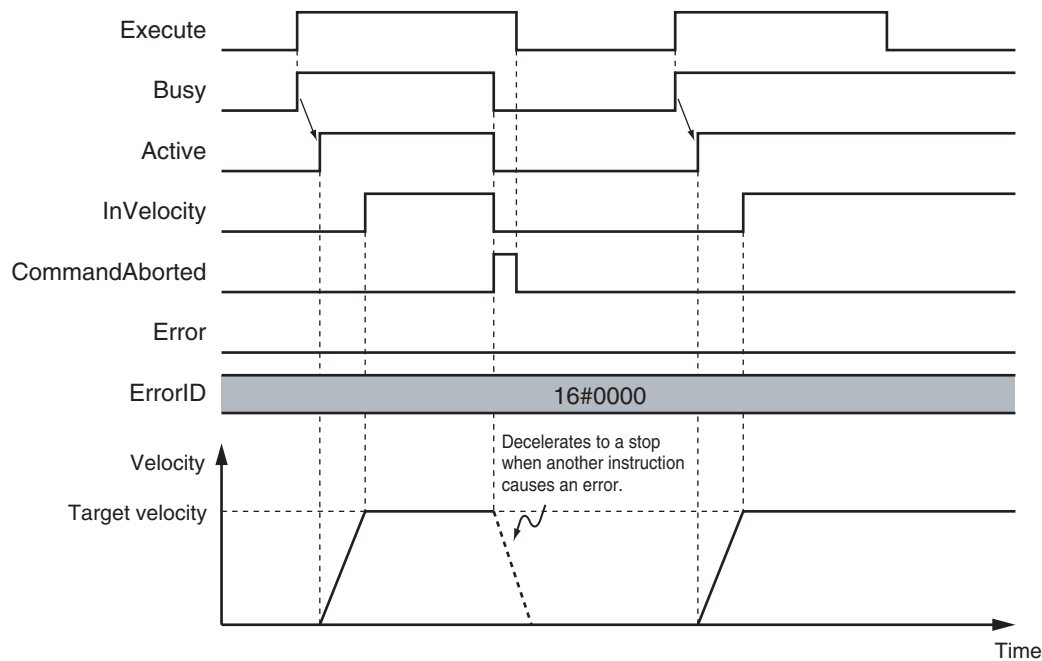 Execute
Busy
Active
InVelocity
CommandAborted
Error
ErrorID
16#0000
Velocity
Decelerates to a stop
when another instruction
causes an error.
Target velocity
Time